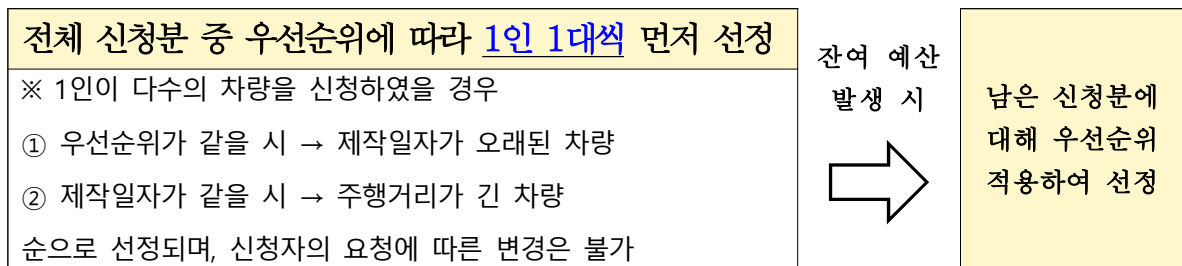 전체 신청분 중 우선순위에 따라 1인 1대씩 먼저 선정
※ 1인이 다수의 차량을 신청하였을 경우
① 우선순위가 같을 시 → 제작일자가 오래된 차량
② 제작일자가 같을 시 → 주행거리가 긴 차량
순으로 선정되며, 신청자의 요청에 따른 변경은 불가
잔여 예산
발생 시
남은 신청분에
대해 우선순위
적용하여 선정